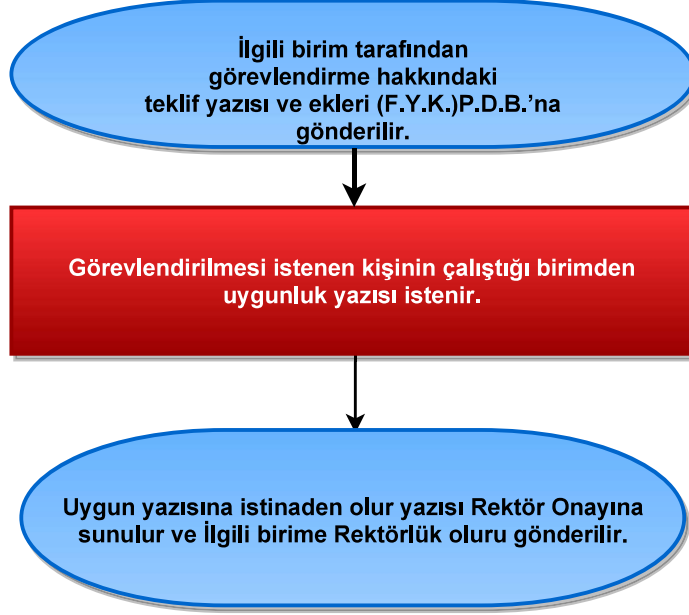 İlgili birim tarafından
görevlendirme hakkındaki
teklif yazısı ve ekleri (F.Y.K.)P.D.B.'na
gönderilir.
Görevlendirilmesi istenen kişinin çalıştığı birimden
uygunluk yazısı istenir.
Uygun yazısına istinaden olur yazısı Rektör Onayına
sunulur ve İlgili birime Rektörlük oluru gönderilir.